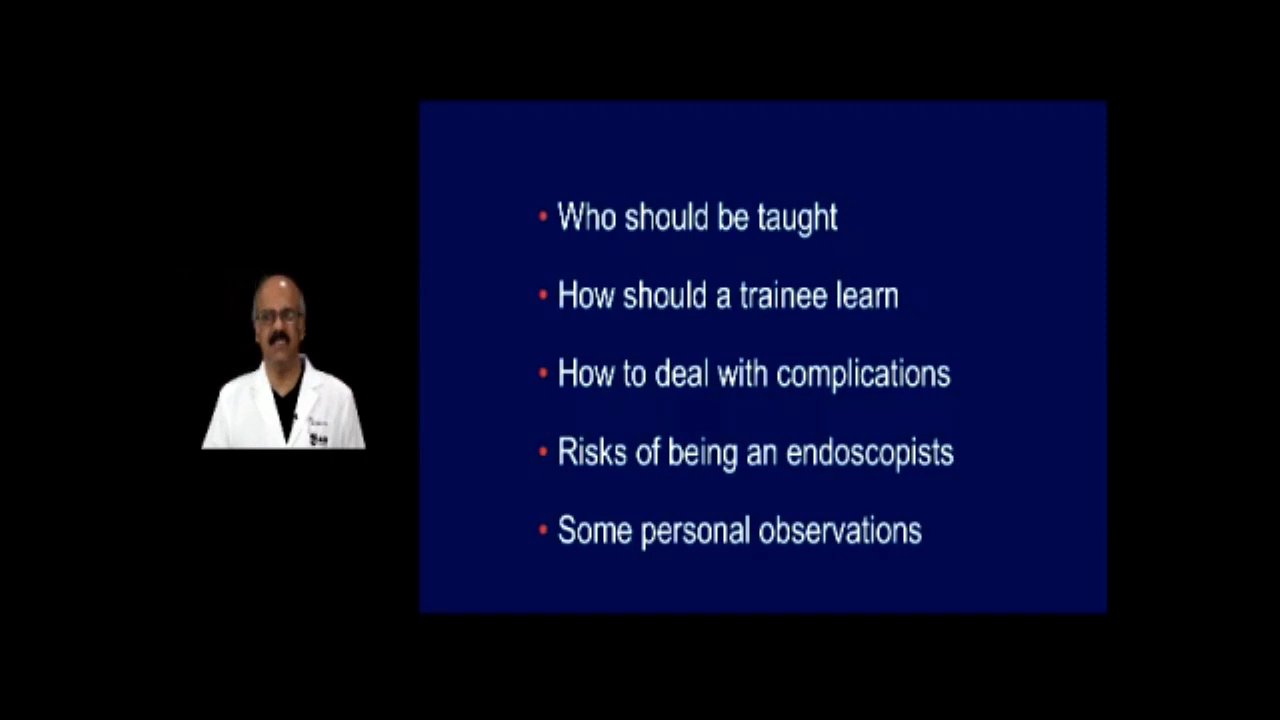 • Who should be taught
• How should a trainee learn
• How to deal with complications
• Risks of being an endoscopists
• Some personal observations